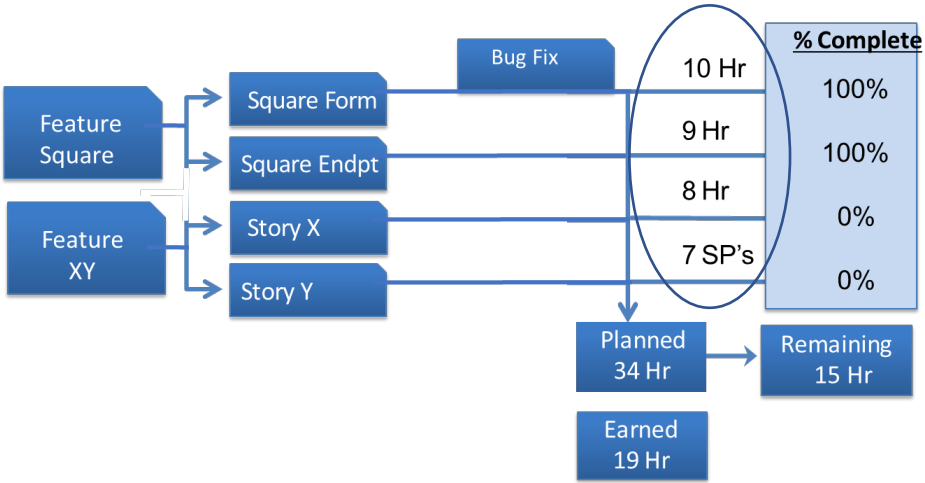 Feature
Square
Feature
XY
Square Form
Square Endpt
Story X
Story Y
Bug Fix
10 Hr
9 Hr
8 Hr
7 SP’s
% Complete
100%
100%
0%
0%
Planned
34 Hr
Remaining
15 Hr
Earned
19 Hr